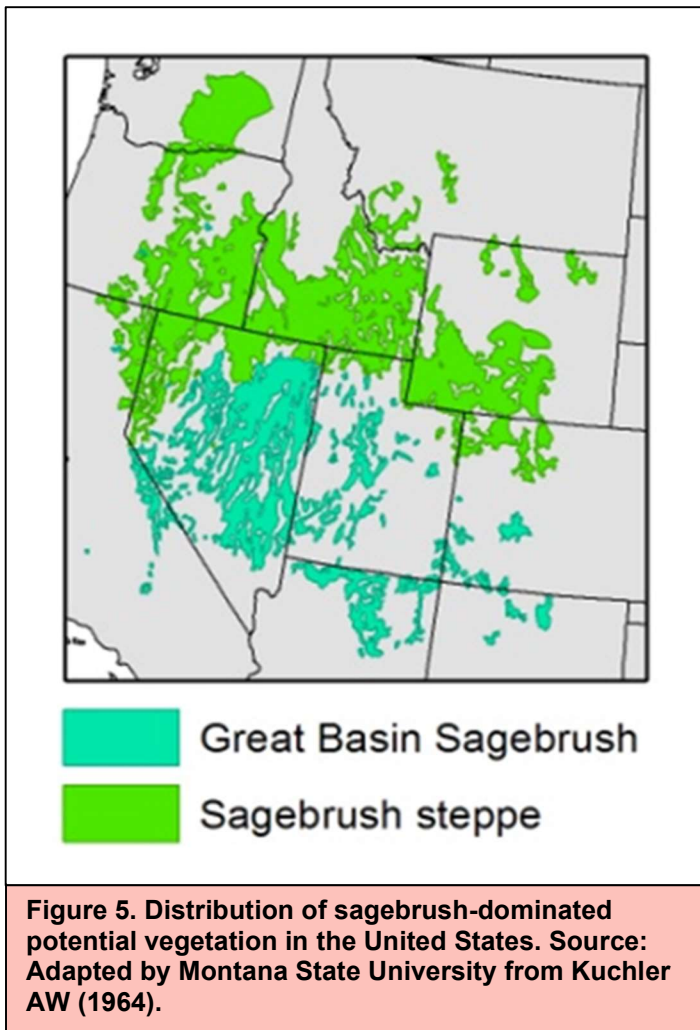 Great Basin Sagebrush
Sagebrush steppe
Figure 5. Distribution of sagebrush-dominated
potential vegetation in the United States. Source:
Adapted by Montana State University from Kuchler
AW (1964).